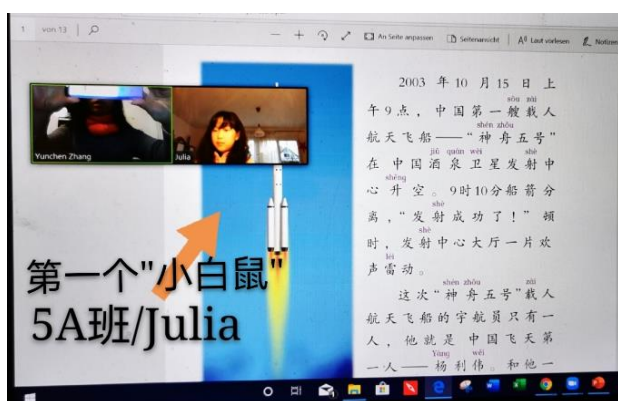 1 von 13
An Seite anpassen
Seitenansicht
Laut vorlesen
Notizen
Yunchen Zhang
Julia
第一个"小白鼠"
5A班/Julia
2003 年 10 月 15 日 上
sōu zài
午9点，中国第一艘载人
shén zhōu
航天飞船——“神舟五号”
jiǔ quán wèi shè
在中国酒泉卫星发射中
shēng
心升空。9时10分船箭分
shè
离，“发射成功了！”顿
shè
时，发射中心大厅一片欢
léi
声雷动。
shén zhōu zài
这次“神舟五号”载人
航天飞船的宇航员只有一
人，他就是中国飞天第
Yáng wěi
一人——杨利伟。和他一